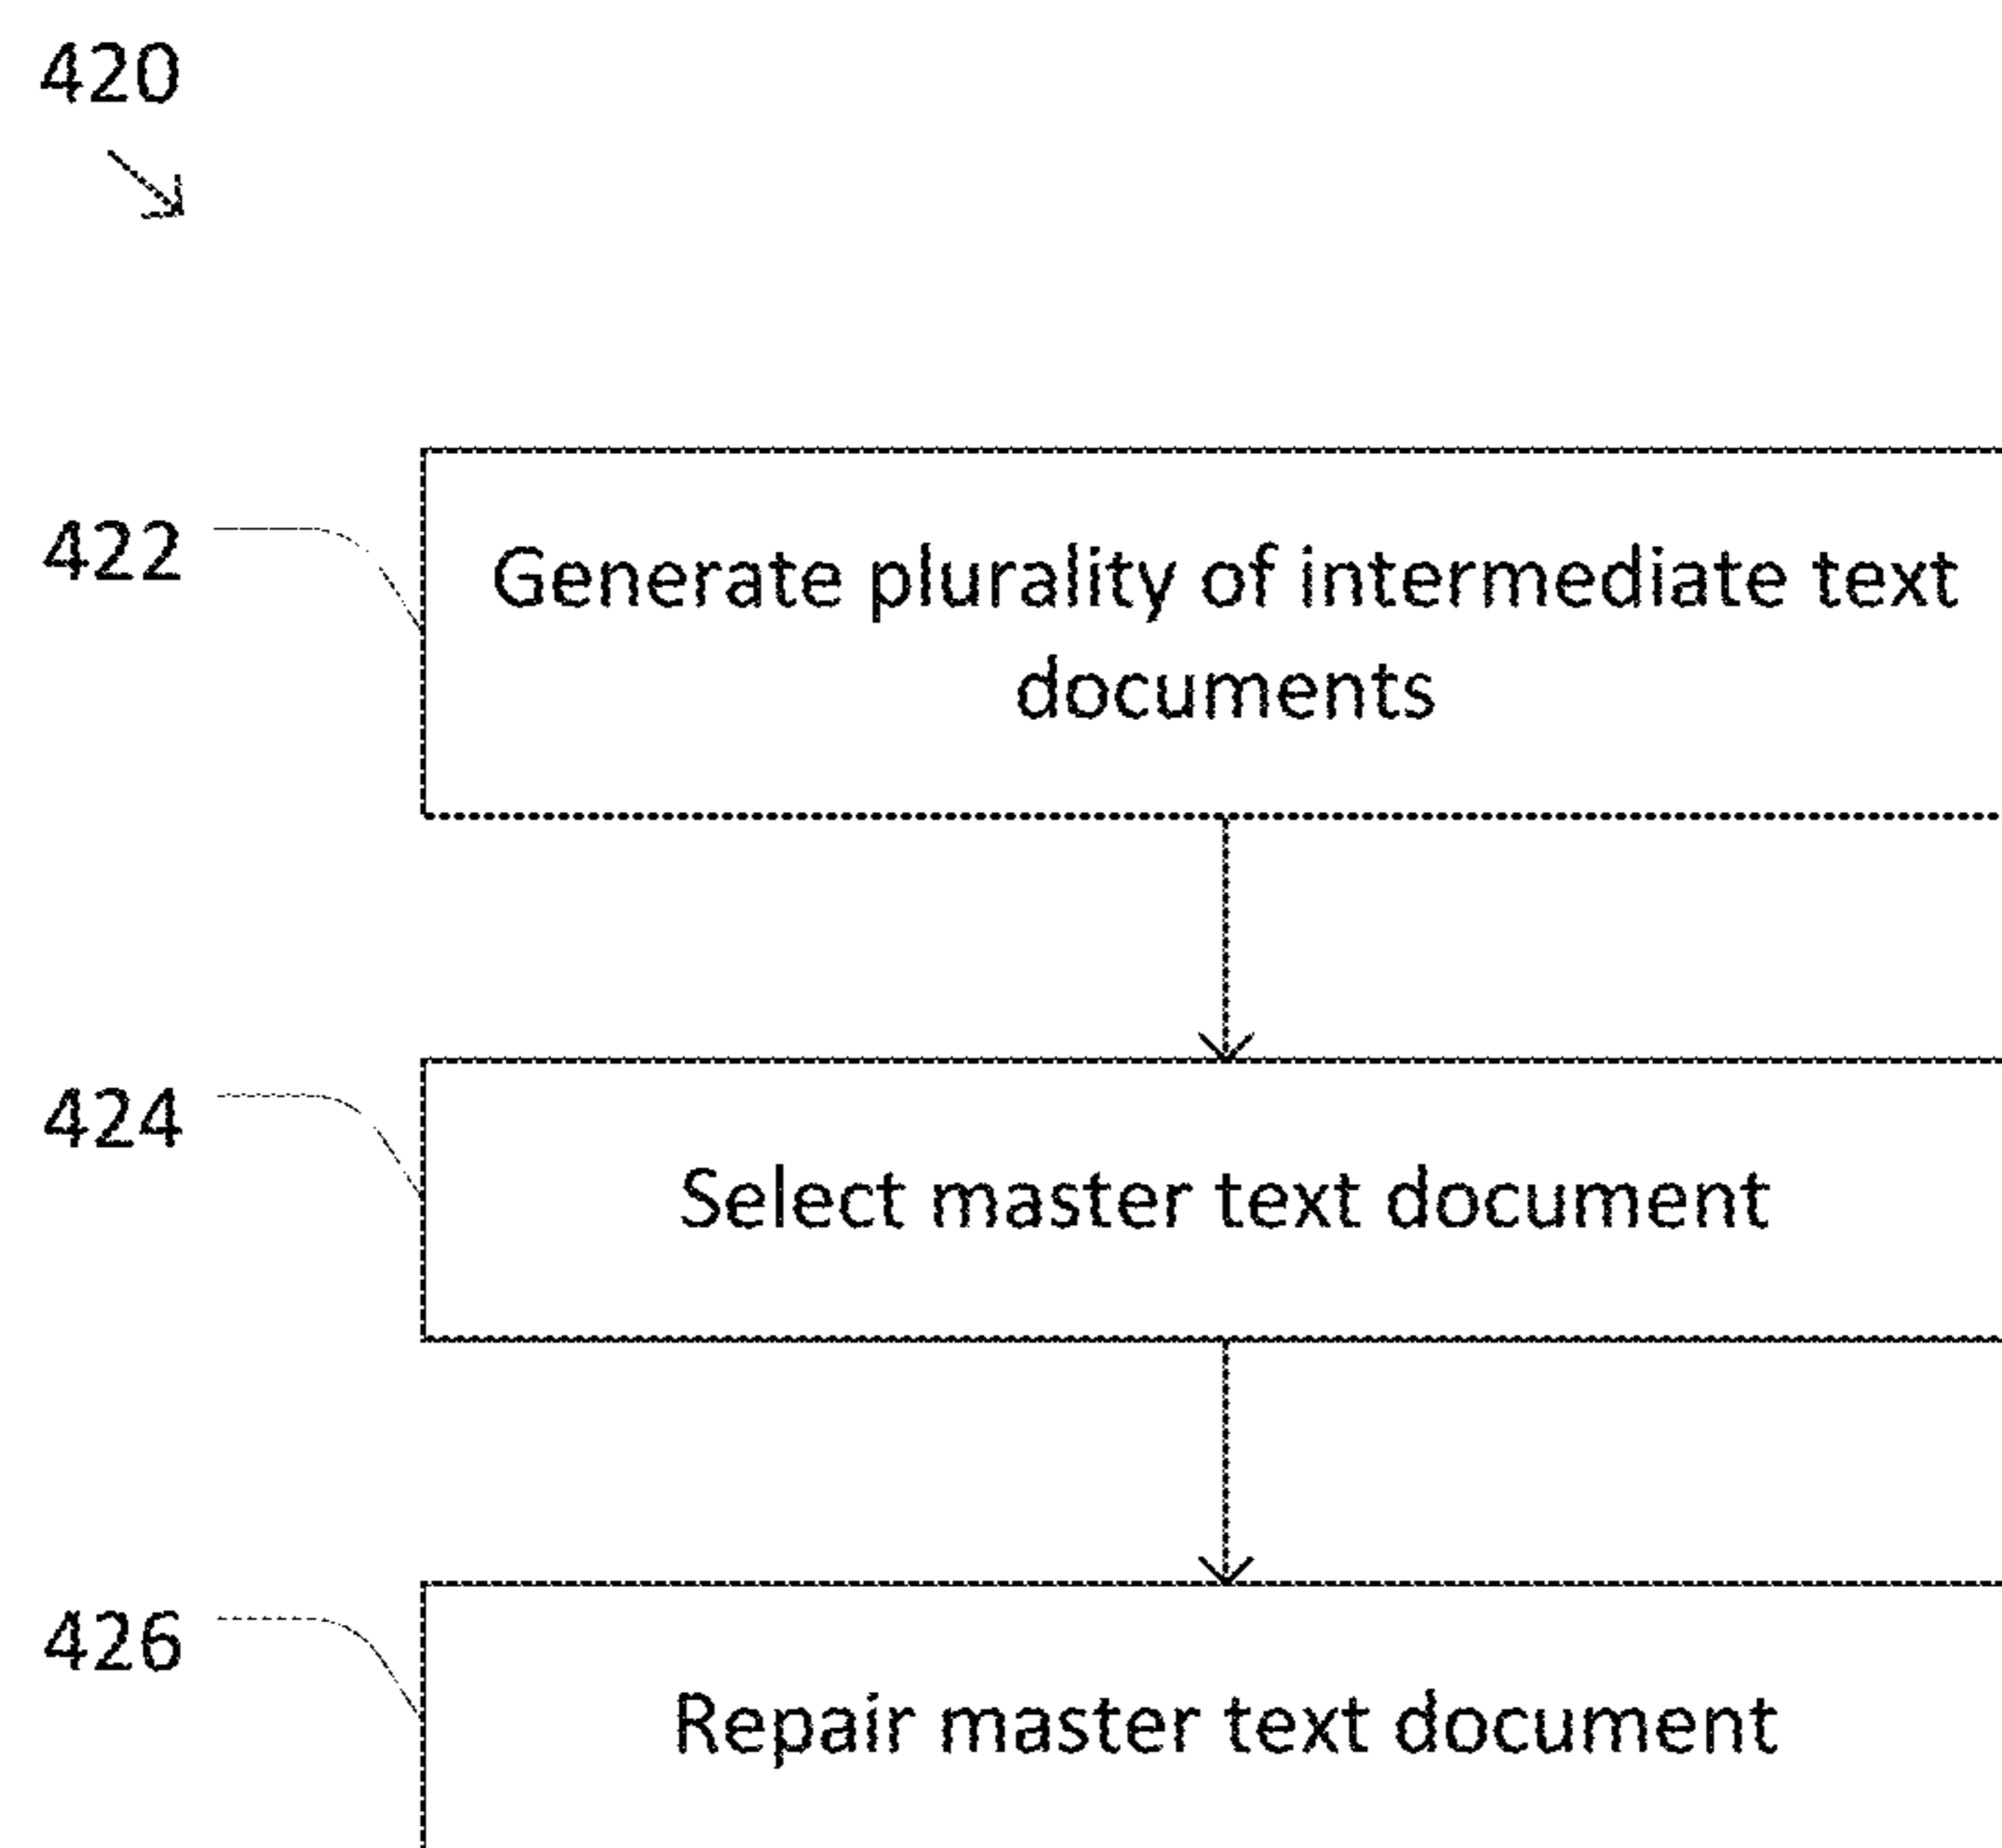 420
422
Generate plurality of intermediate text
documents
424
Select master text document
426
Repair master text document